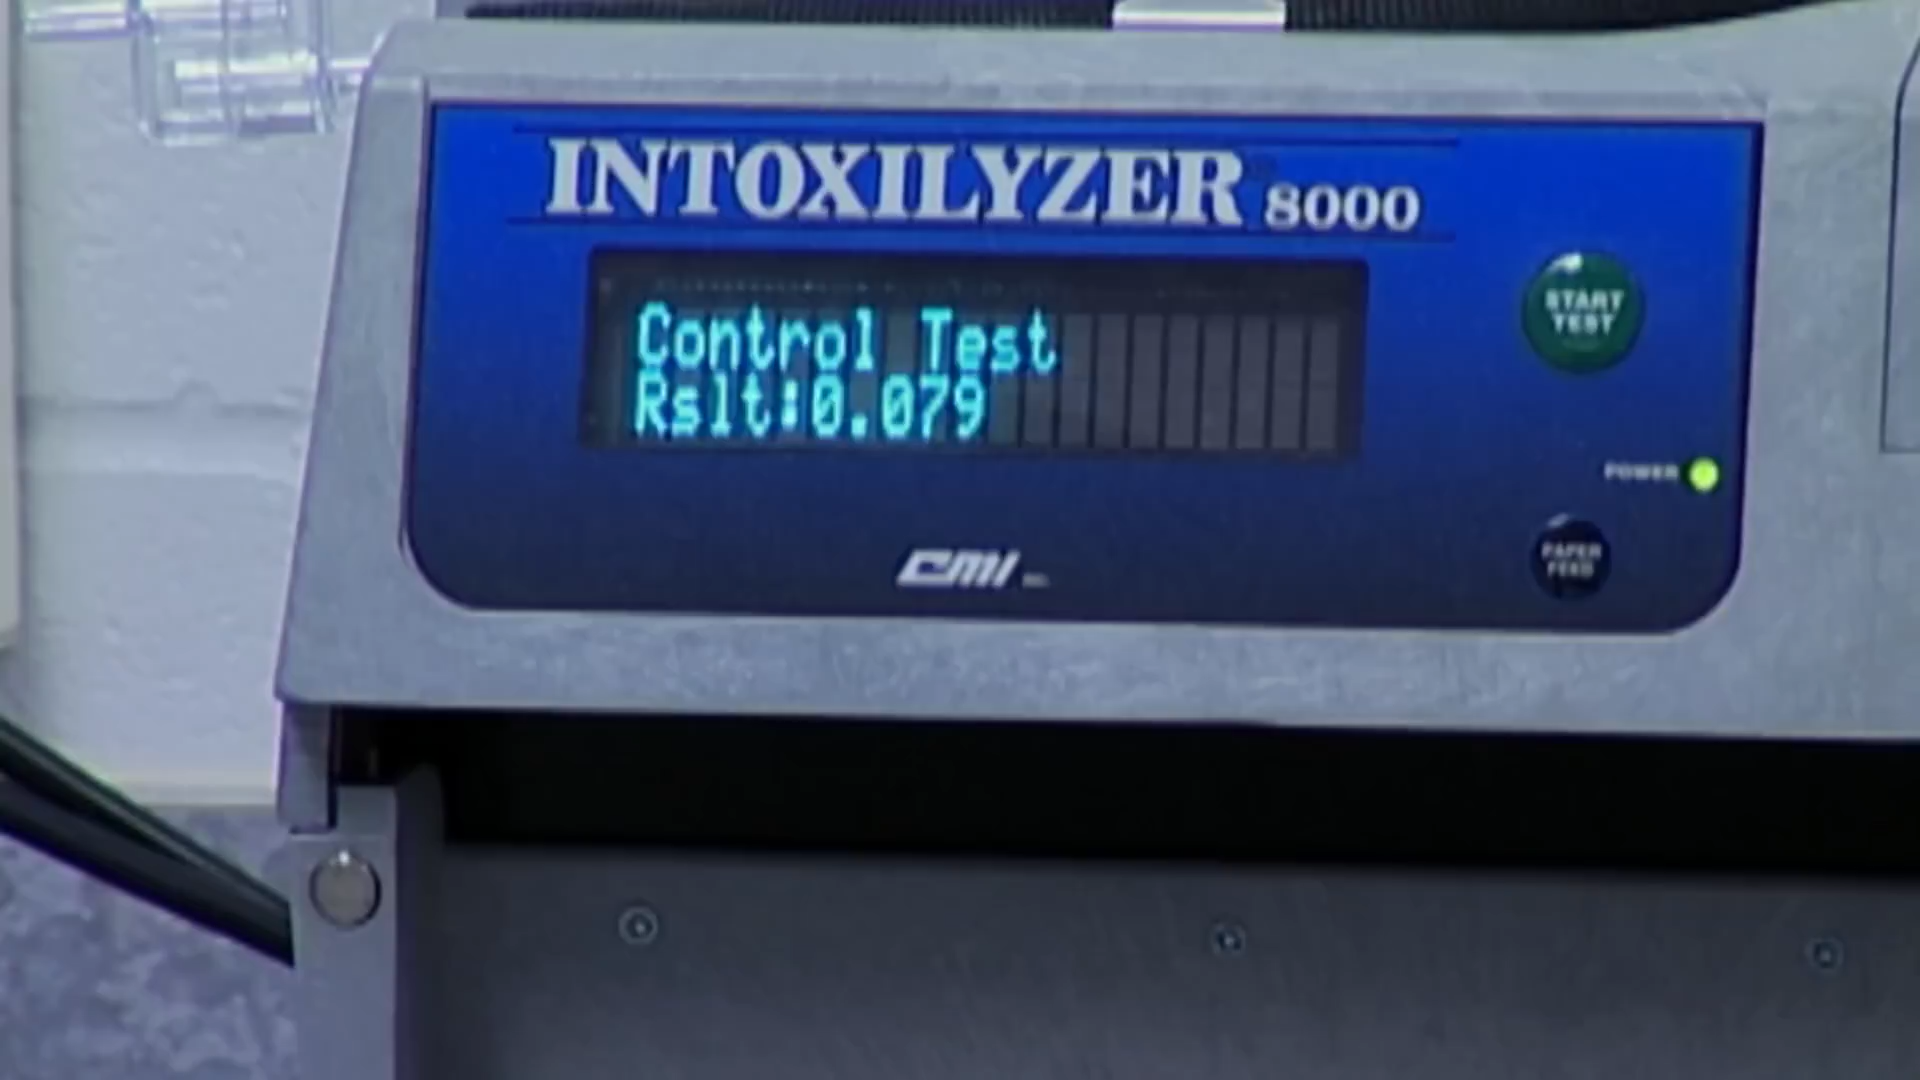 INTOXILYZER 8000
Control Test
Rslt:0.079
START
TEST
POWER
PAPER
FEED
CMI